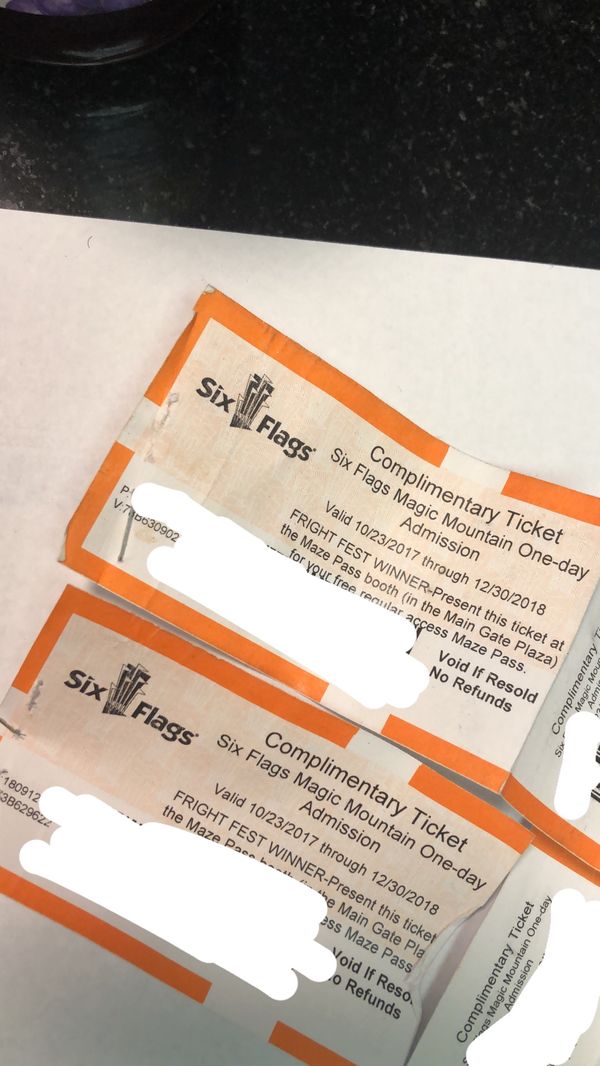 Six Flags
Complimentary Ticket
Six Flags Magic Mountain One-day
Admission
Valid 10/23/2017 through 12/30/2018
FRIGHT FEST WINNER-Present this ticket at
the Maze Pass booth (in the Main Gate Plaza)
for your free regular access Maze Pass.
Void If Resold
No Refunds
Six Flags
Complimentary Ticket
Six Flags Magic Mountain One-day
Admission
Valid 10/23/2017 through 12/30/2018
FRIGHT FEST WINNER-Present this ticket
the Maze Pass Main Gate Pla
ess Maze Pass
Void If Reso
o Refunds
180912
3B629622
Complimentary T
Magic Mou
Complimentary Ticket
gs Magic Mountain One-day
Admission